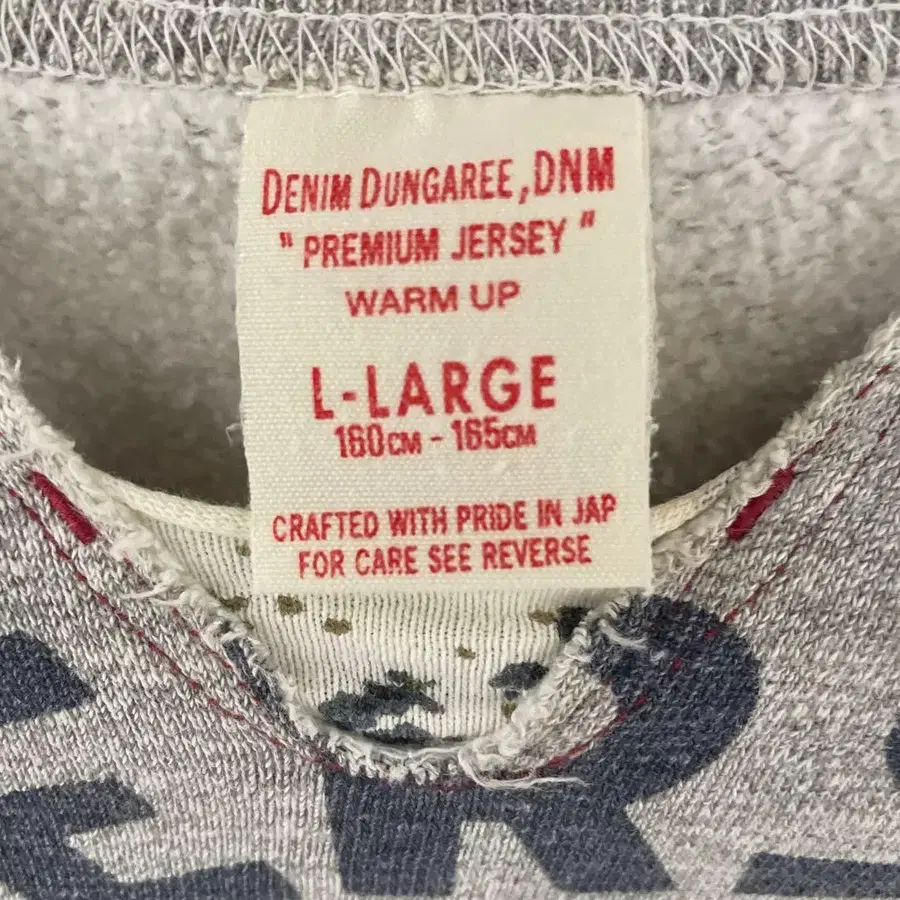 DENIM DUNGAREE, DNM
" PREMIUM JERSEY "
WARM UP
L-LARGE
160CM - 165CM
CRAFTED WITH PRIDE IN JAP
FOR CARE SEE REVERSE
ER